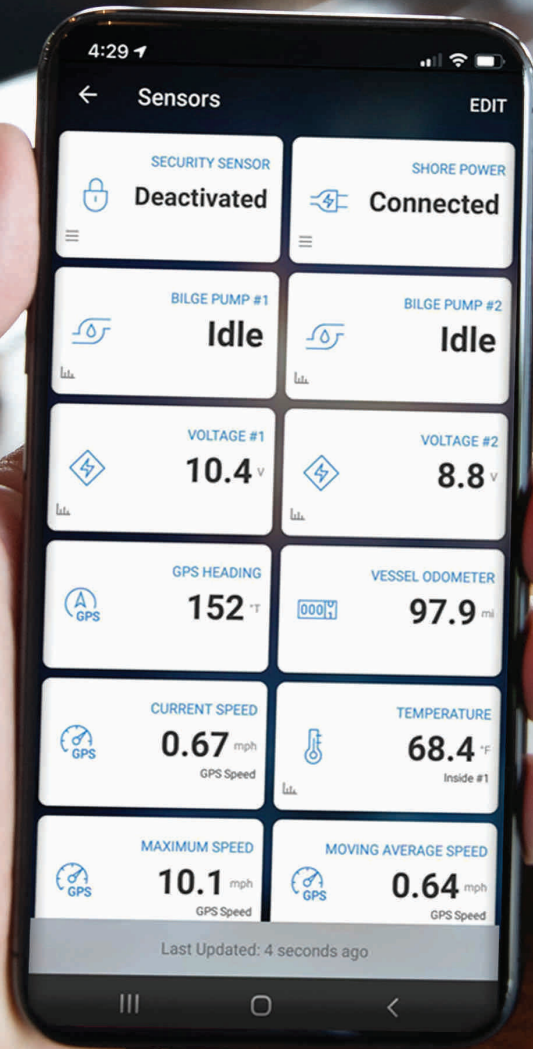 4:29
Sensors
EDIT
SECURITY SENSOR
Deactivated
SHORE POWER
Connected
BILGE PUMP #1
Idle
BILGE PUMP #2
Idle
VOLTAGE #1
10.4 V
VOLTAGE #2
8.8 V
GPS HEADING
GPS
152 °T
VESSEL ODOMETER
000
97.9 mi
CURRENT SPEED
GPS
0.67 mph
GPS Speed
TEMPERATURE
68.4 °F
Inside #1
MAXIMUM SPEED
GPS
10.1 mph
GPS Speed
MOVING AVERAGE SPEED
GPS
0.64 mph
GPS Speed
Last Updated: 4 seconds ago